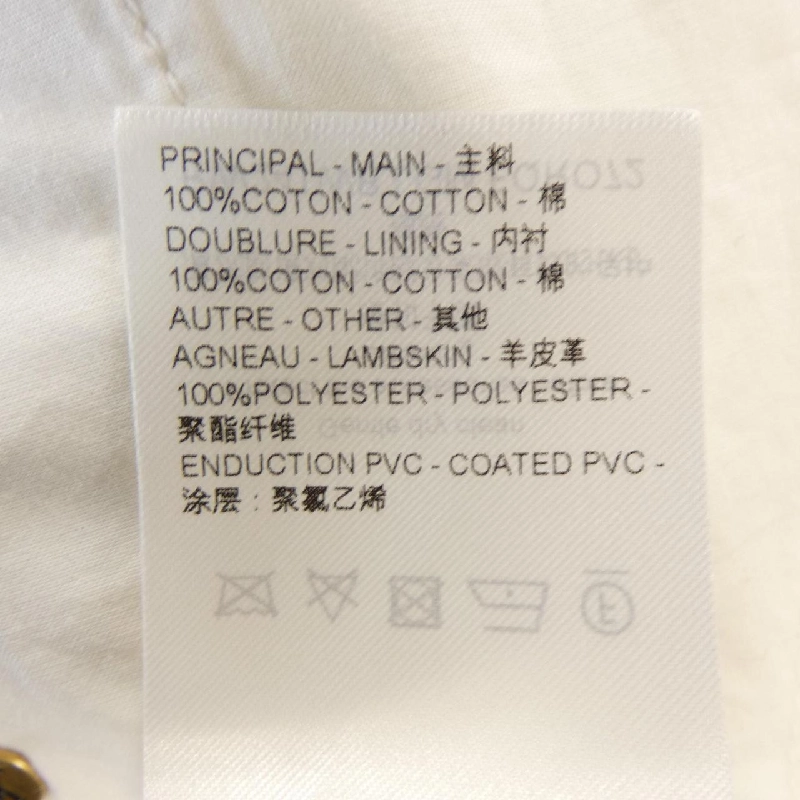 PRINCIPAL - MAIN - 主料
100%COTON - COTTON - 棉
DOUBLURE - LINING - 内衬
100%COTON - COTTON - 棉
AUTRE - OTHER - 其他
AGNEAU - LAMBSKIN - 羊皮革
100%POLYESTER - POLYESTER -
聚酯纤维
ENDUCTION PVC - COATED PVC -
涂层 : 聚氯乙烯